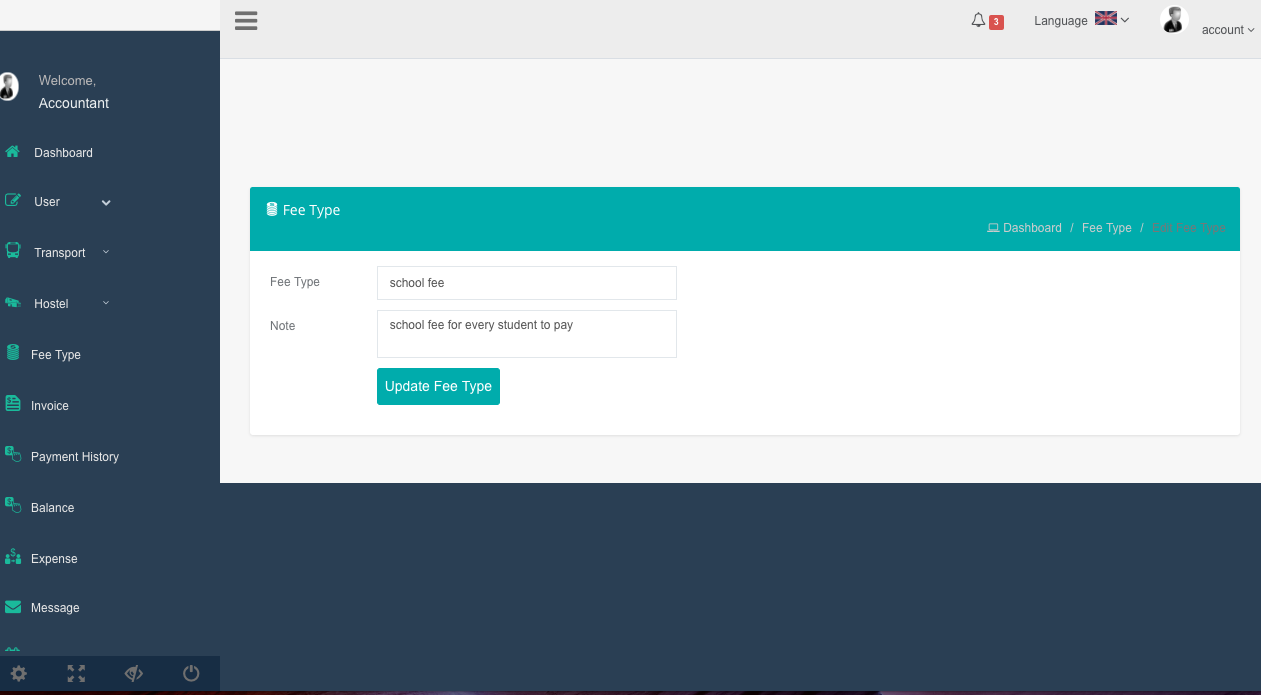 3
Language
account
Welcome,
Accountant
Dashboard
User
Transport
Hostel
Fee Type
Invoice
Payment History
Balance
Expense
Message
Fee Type
Dashboard / Fee Type /
Fee Type
school fee
Note
school fee for every student to pay
Update Fee Type